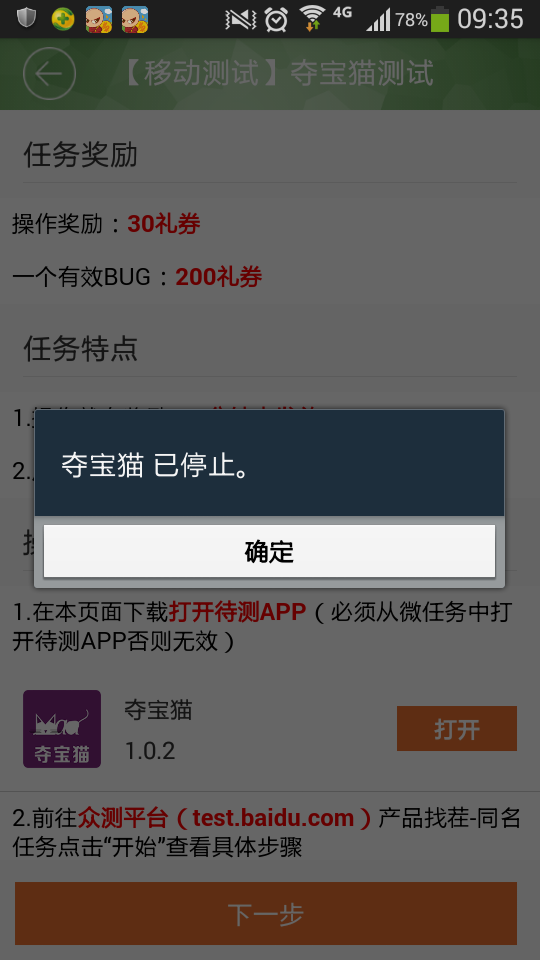 4G 78% 09:35
【移动测试】夺宝猫测试
任务奖励
操作奖励：30礼券
一个有效BUG：200礼券
任务特点
1.
2.
夺宝猫 已停止。
确定
1.在本页面下载打开待测APP（必须从微任务中打
开待测APP否则无效）
夺宝猫
1.0.2
打开
夺宝猫
2.前往众测平台（test.baidu.com）产品找茬-同名
任务点击“开始”查看具体步骤
下一步